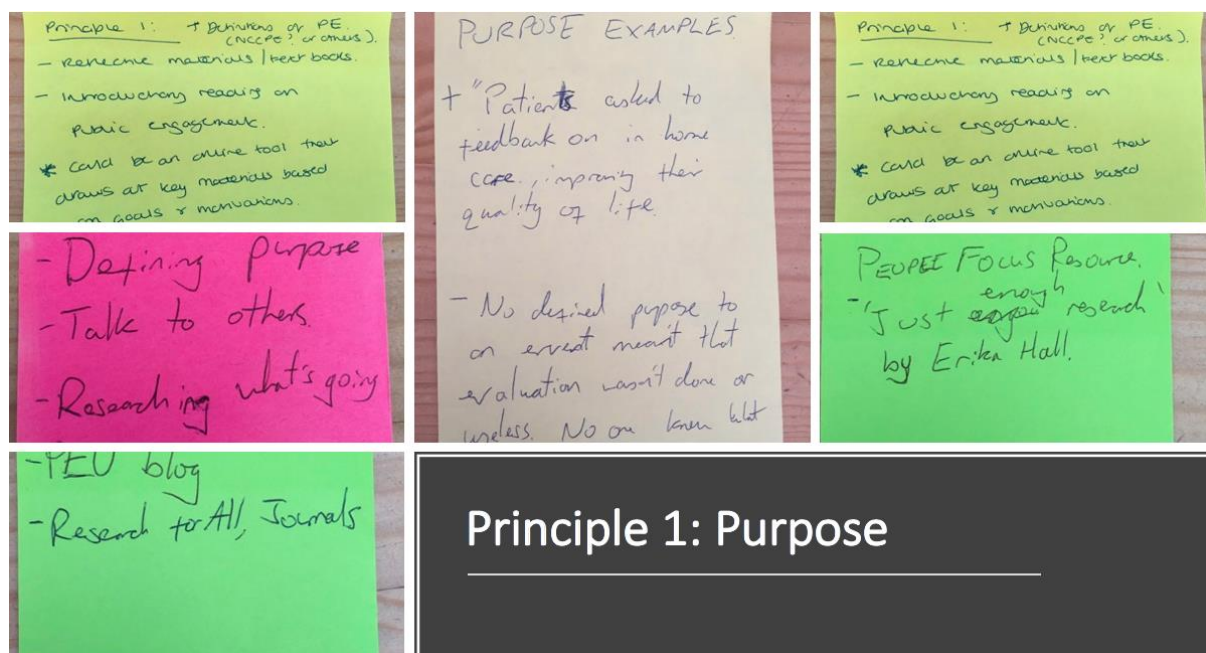 Principle 1: → Definitions of PE.
(NCCPE? or others).
- Reflective materials / text books.
- Introductory reading on
public engagement.
* Could be an online tool that
draws out key materials based
on goals & motivations.
PURPOSE EXAMPLES.
+ "Patients asked to
feedback on in home
care., improving their
quality of life.
- No defined purpose to
an event meant that
evaluation wasn't done or
useless. No one knew what
Principle 1: → Definitions of PE.
(NCCPE? or others).
- Reflective materials / text books.
- Introductory reading on
public engagement.
* Could be an online tool that
draws out key materials based
on goals & motivations.
- Defining purpose
- Talk to others.
- Researching what's going
FOCUS Resource.
- 'Just enough research'
by Erika Hall.
- PEU blog
- Research for All, Journals
Principle 1: Purpose